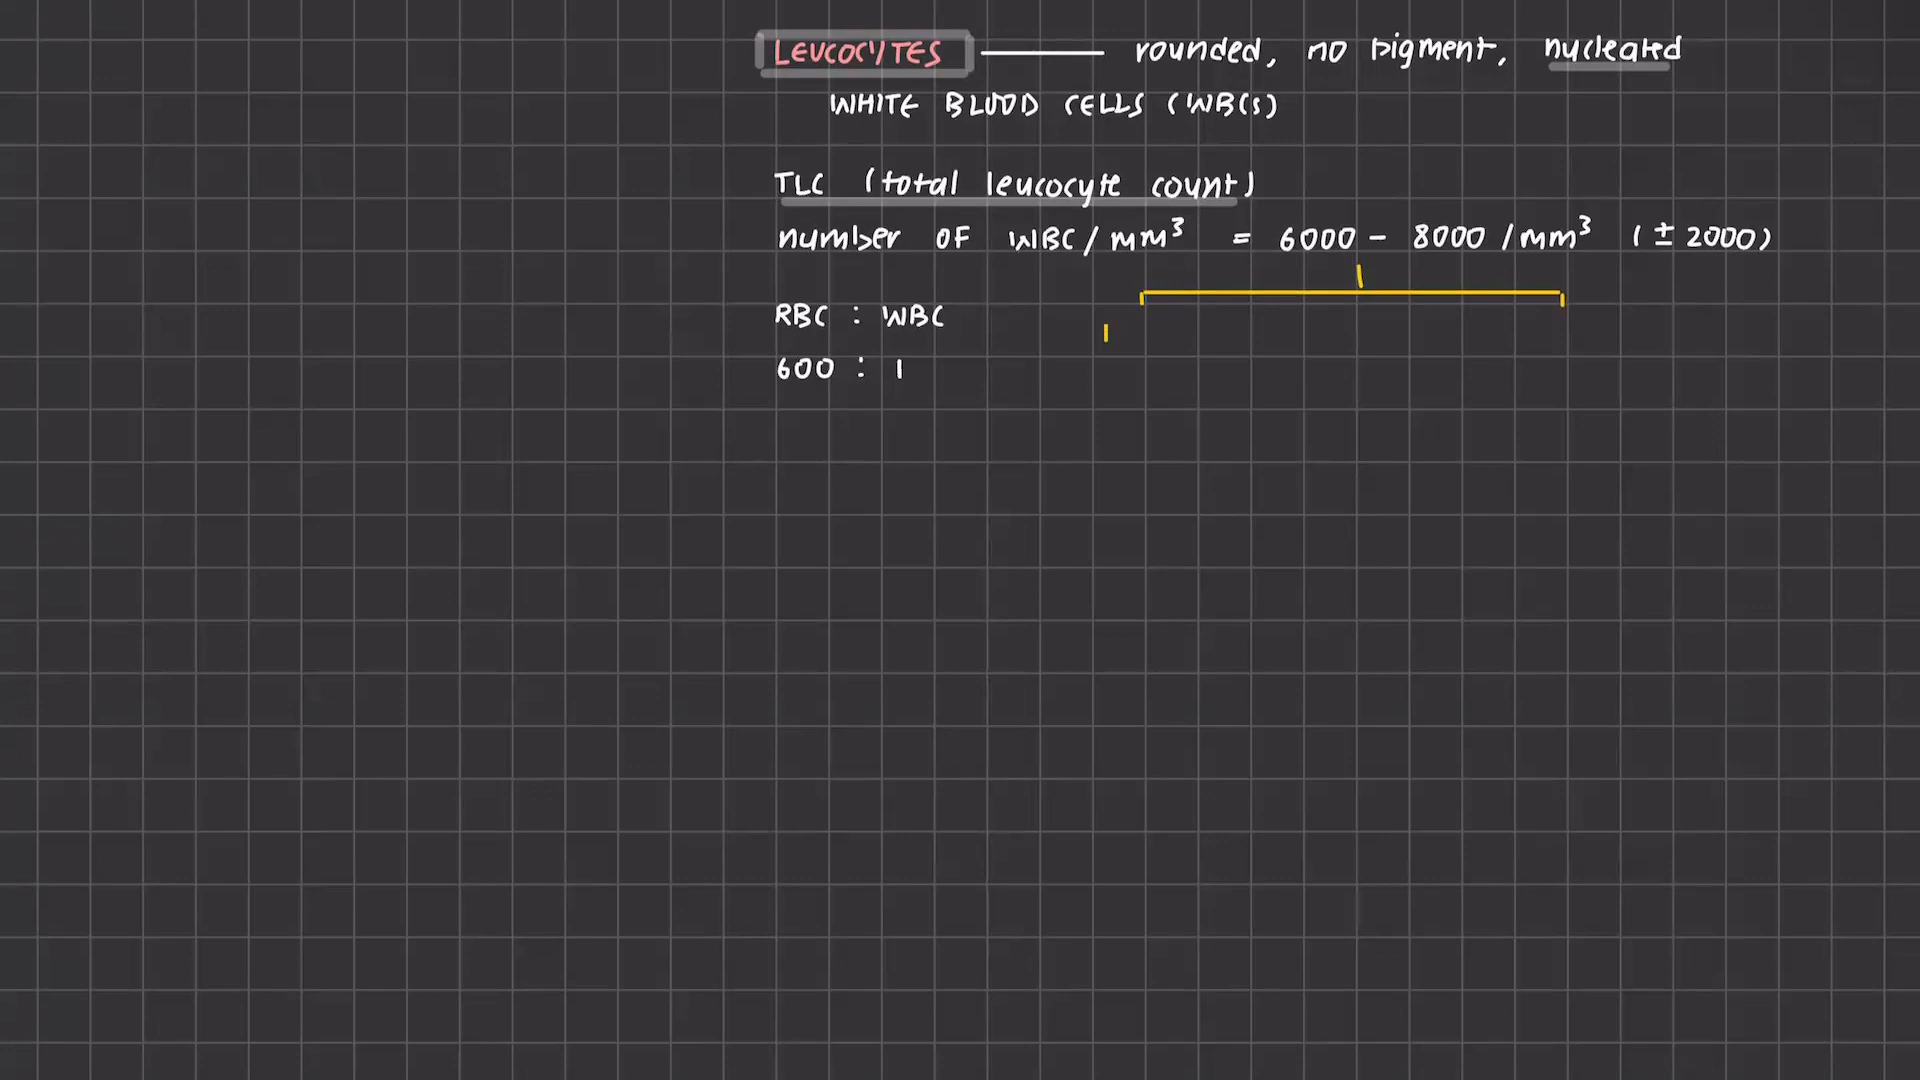 LEUCOCYTES — rounded, no pigment, nucleated
WHITE BLOOD CELLS (WBCs)
TLC (total leucocyte count)
number OF WBC/mm³ = 6000 - 8000/mm³ (± 2000)
RBC : WBC
600 : 1